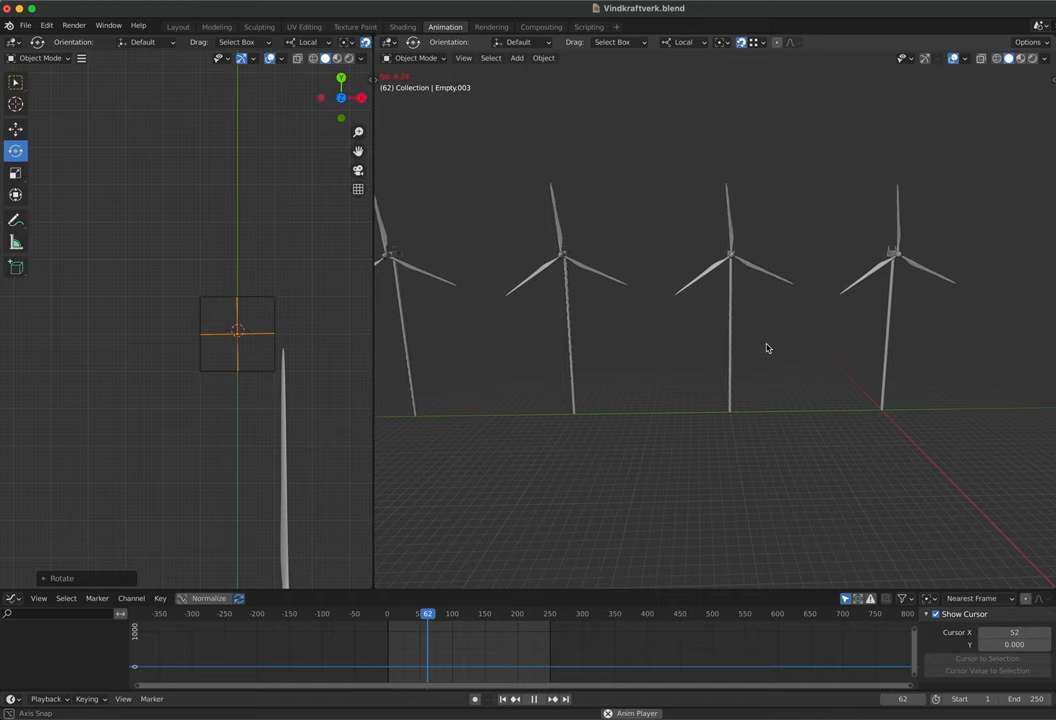 Vindkraftverk.blend
File Edit Render Window Help Layout Modeling Sculpting UV Editing Texture Paint Shading Animation Rendering Compositing Scripting +
Orientation: Default Drag: Select Box Local
Orientation: Default Drag: Select Box Local Options
Object Mode
Object Mode View Select Add Object
(62) Collection | Empty.003
Y
Z
X
Rotate
View Select Marker Channel Key Normalize Nearest Frame
-350 -300 -250 -200 -150 -100 -50 0 50 62 100 150 200 250 300 350 400 450 500 550 600 650 700 750 800
Show Cursor
1000
0
Cursor X 52
Y 0.000
Cursor to Selection
Cursor Value to Selection
Playback Keying View Marker 62 Start 1 End 250
Axis Snap Anim Player